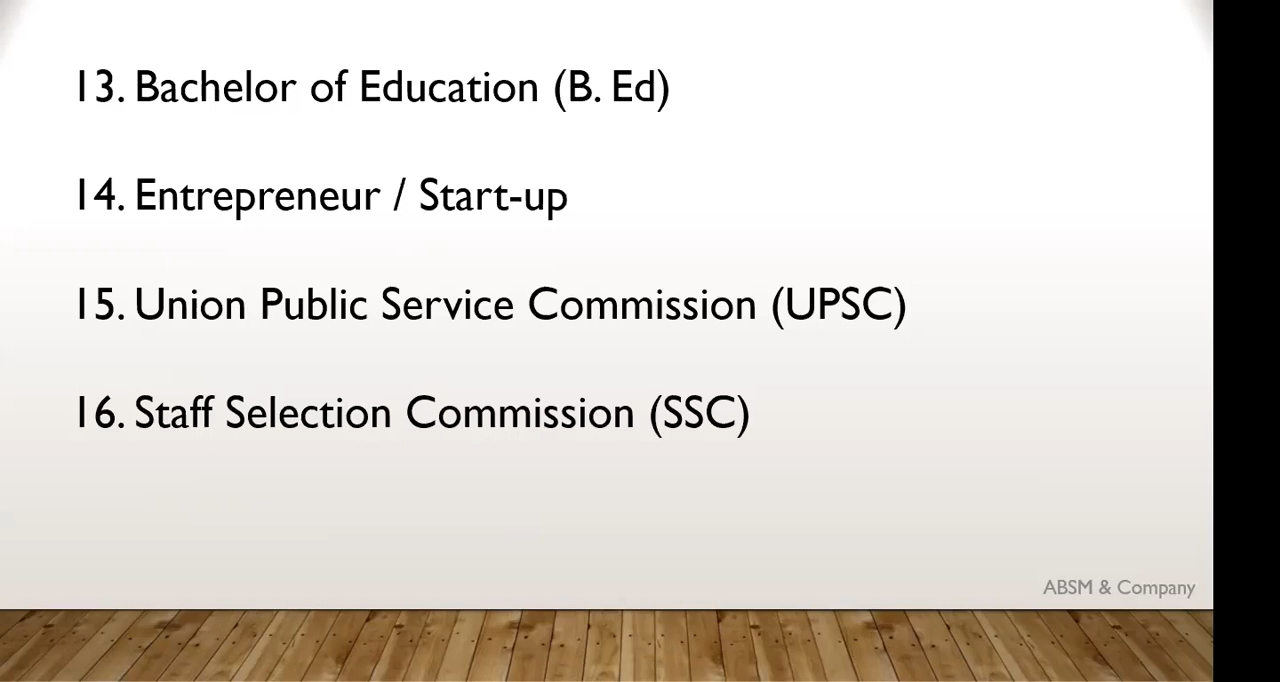 13. Bachelor of Education (B. Ed)
14. Entrepreneur / Start-up
15. Union Public Service Commission (UPSC)
16. Staff Selection Commission (SSC)
ABSM & Company